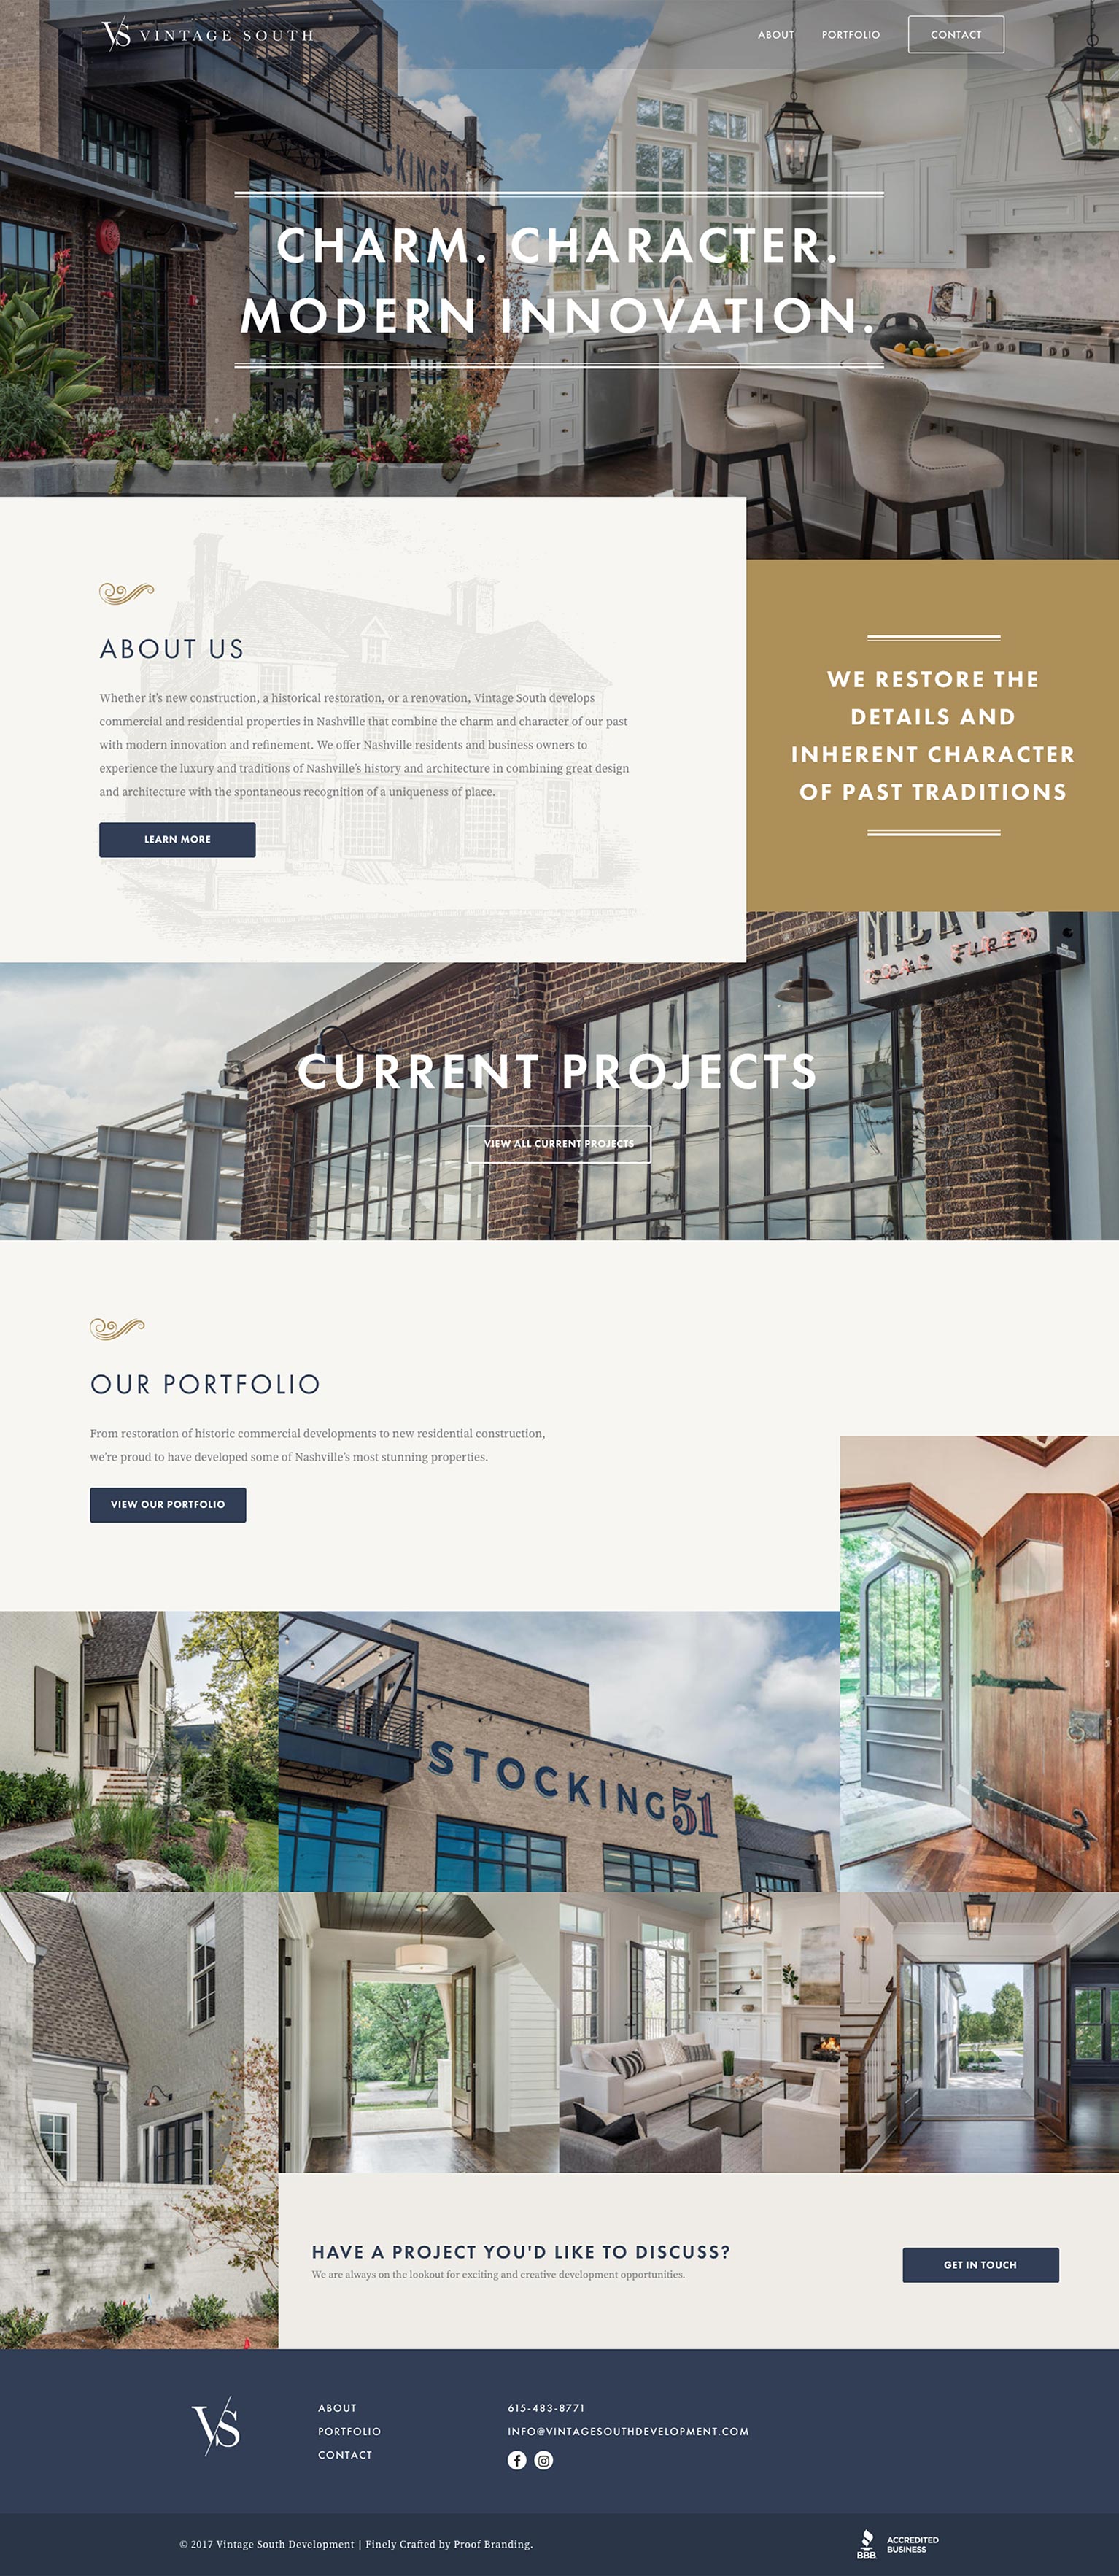 VS VINTAGE SOUTH
ABOUT PORTFOLIO CONTACT
CKING 51
CHARM. CHARACTER.
MODERN INNOVATION.
ABOUT US
Whether it's new construction, a historical restoration, or a renovation, Vintage South develops
commercial and residential properties in Nashville that combine the charm and character of our past
with modern innovation and refinement. We offer Nashville residents and business owners to
experience the luxury and traditions of Nashville's history and architecture in combining great design
and architecture with the spontaneous recognition of a uniqueness of place.
LEARN MORE
WE RESTORE THE
DETAILS AND
INHERENT CHARACTER
OF PAST TRADITIONS
FIRED
CURRENT PROJECTS
VIEW ALL CURRENT PROJECTS
OUR PORTFOLIO
From restoration of historic commercial developments to new residential construction,
we're proud to have developed some of Nashville's most stunning properties.
VIEW OUR PORTFOLIO
STOCKING 51
HAVE A PROJECT YOU'D LIKE TO DISCUSS?
We are always on the lookout for exciting and creative development opportunities.
GET IN TOUCH
VS
ABOUT
PORTFOLIO
CONTACT
615-483-8771
INFO@VINTAGESOUTHDEVELOPMENT.COM
© 2017 Vintage South Development | Finely Crafted by Proof Branding.
BBB
ACCREDITED
BUSINESS